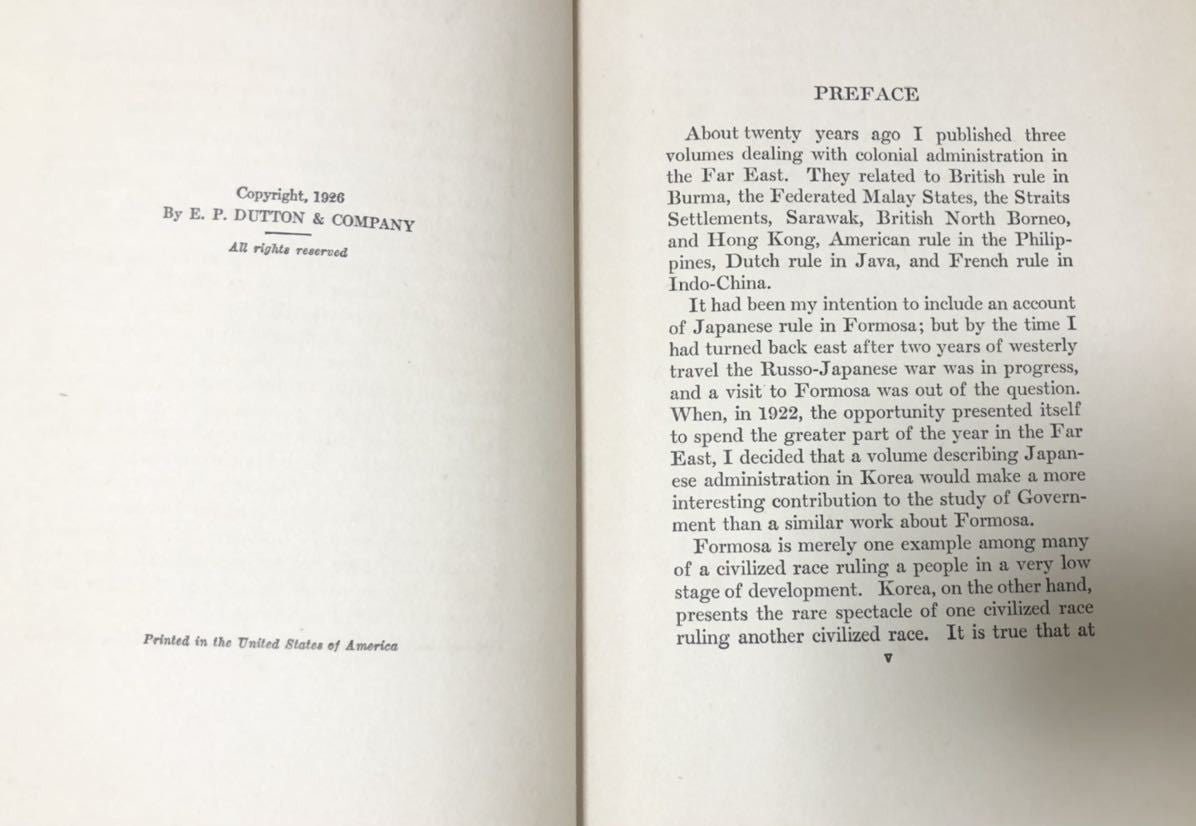 Copyright, 1926
By E. P. DUTTON & COMPANY
All rights reserved
Printed in the United States of America
PREFACE
About twenty years ago I published three
volumes dealing with colonial administration in
the Far East. They related to British rule in
Burma, the Federated Malay States, the Straits
Settlements, Sarawak, British North Borneo,
and Hong Kong, American rule in the Philip-
pines, Dutch rule in Java, and French rule in
Indo-China.
It had been my intention to include an account
of Japanese rule in Formosa; but by the time I
had turned back east after two years of westerly
travel the Russo-Japanese war was in progress,
and a visit to Formosa was out of the question.
When, in 1922, the opportunity presented itself
to spend the greater part of the year in the Far
East, I decided that a volume describing Japan-
ese administration in Korea would make a more
interesting contribution to the study of Govern-
ment than a similar work about Formosa.
Formosa is merely one example among many
of a civilized race ruling a people in a very low
stage of development. Korea, on the other hand,
presents the rare spectacle of one civilized race
ruling another civilized race. It is true that at
v